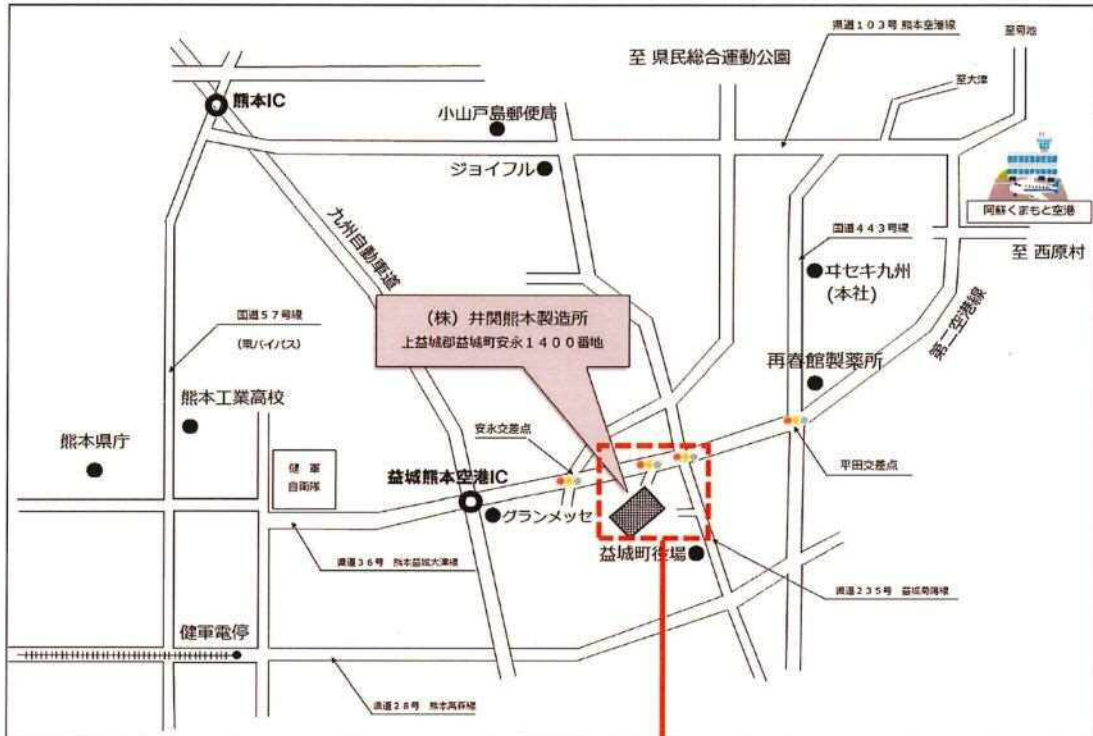 県道103号 熊本空港線
至菊池
至 県民総合運動公園
至大津
熊本IC
小山戸島郵便局
ジョイフル
阿蘇くまもと空港
九州自動車道
国道443号線
至 西原村
ヰセキ九州
(本社)
第二空港線
国道57号線
(東バイパス)
(株)井関熊本製造所
上益城郡益城町安永1400番地
再春館製薬所
熊本工業高校
安永交差点
熊本県庁
健 軍
自衛隊
益城熊本空港IC
平田交差点
グランメッセ
益城町役場
県道36号 熊本益城大津線
県道235号 益城菊陽線
健軍電停
県道28号 熊本高森線